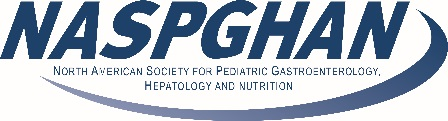 NASPGHAN
NORTH AMERICAN SOCIETY FOR PEDIATRIC GASTROENTEROLOGY,
HEPATOLOGY AND NUTRITION